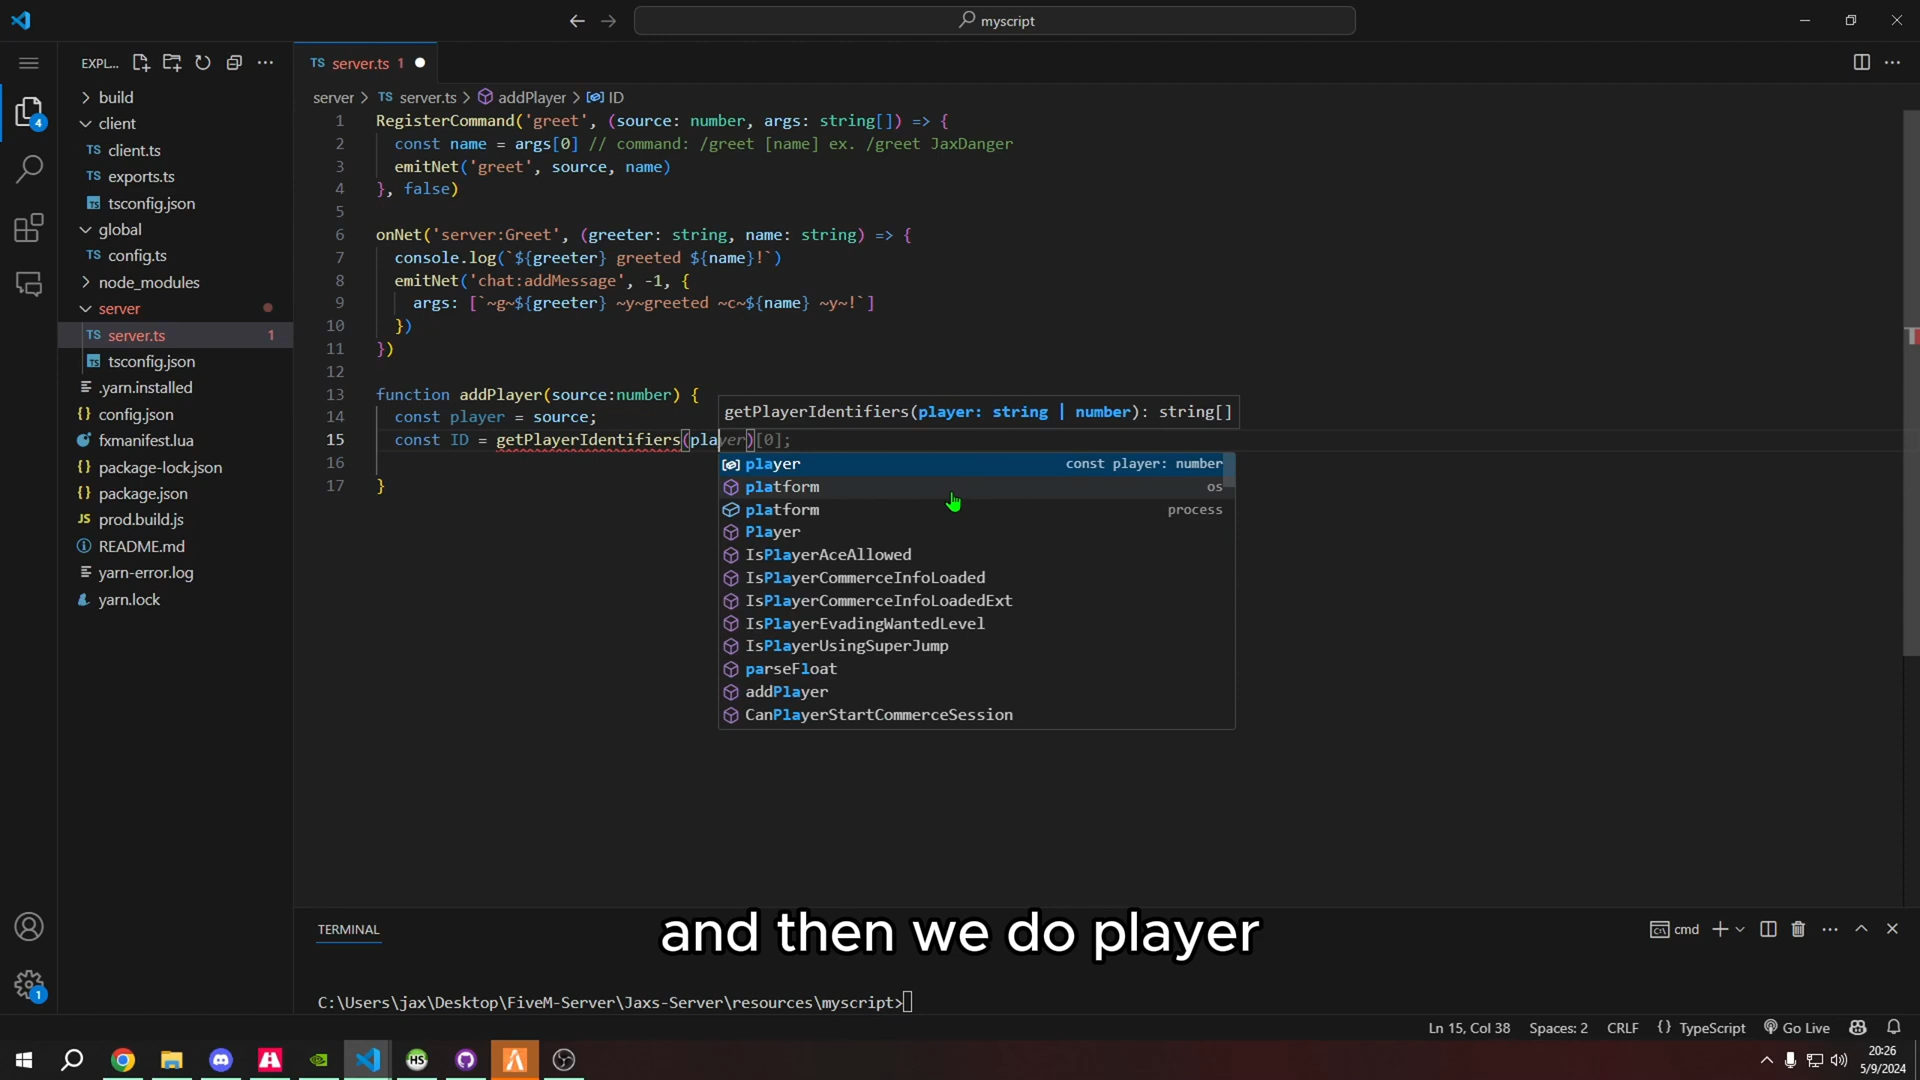 myscript
EXPL...
TS server.ts 1
server > TS server.ts > addPlayer > ID
build
client
TS client.ts
TS exports.ts
tsconfig.json
global
TS config.ts
node_modules
server
TS server.ts 1
tsconfig.json
.yarn.installed
{} config.json
fxmanifest.lua
{} package-lock.json
{} package.json
JS prod.build.js
README.md
yarn-error.log
yarn.lock
4
1
1 RegisterCommand('greet', (source: number, args: string[]) => {
2 const name = args[0] // command: /greet [name] ex. /greet JaxDanger
3 emitNet('greet', source, name)
4 }, false)
5
6 onNet('server:Greet', (greeter: string, name: string) => {
7 console.log(`${greeter} greeted ${name}!`)
8 emitNet('chat:addMessage', -1, {
9 args: [`~g~${greeter} ~y~greeted ~c~${name} ~y~!`]
10 })
11 })
12
13 function addPlayer(source:number) {
14 const player = source;
15 const ID = getPlayerIdentifiers(player)[0];
16
17 }
getPlayerIdentifiers(player: string | number): string[]
player const player: number
platform os
platform process
Player
IsPlayerAceAllowed
IsPlayerCommerceInfoLoaded
IsPlayerCommerceInfoLoadedExt
IsPlayerEvadingWantedLevel
IsPlayerUsingSuperJump
parseFloat
addPlayer
CanPlayerStartCommerceSession
TERMINAL
cmd
and then we do player
C:\Users\jax\Desktop\FiveM-Server\Jaxs-Server\resources\myscript>
Ln 15, Col 38 Spaces: 2 CRLF {} TypeScript Go Live
HS
20:26
5/9/2024